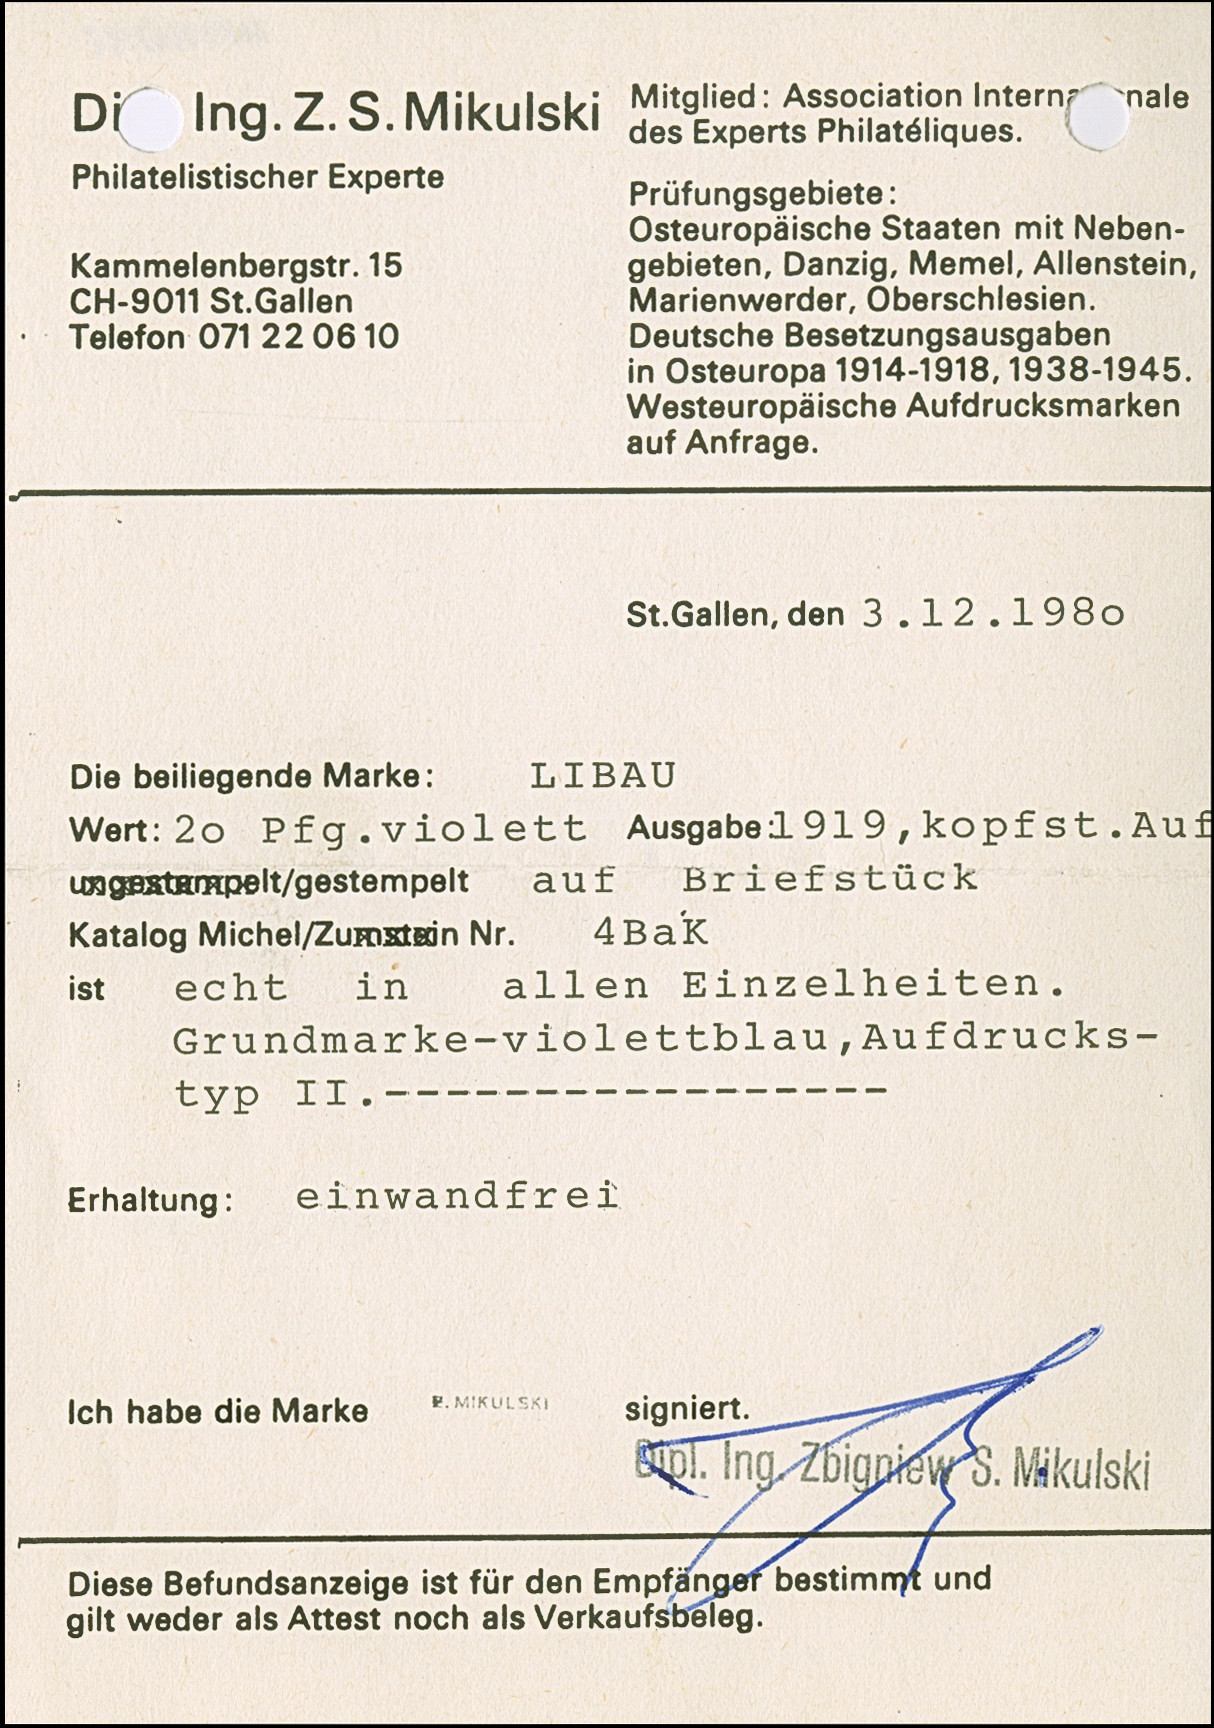 Di Ing. Z. S. Mikulski
Philatelistischer Experte
Kammelenbergstr. 15
CH-9011 St.Gallen
Telefon 071 22 06 10
Mitglied: Association Interna nale
des Experts Philatéliques.
Prüfungsgebiete:
Osteuropäische Staaten mit Neben-
gebieten, Danzig, Memel, Allenstein,
Marienwerder, Oberschlesien.
Deutsche Besetzungsausgaben
in Osteuropa 1914-1918, 1938-1945.
Westeuropäische Aufdrucksmarken
auf Anfrage.
St.Gallen, den 3.12.198o
Die beiliegende Marke: LIBAU
Wert: 2o Pfg.violett Ausgabe:1919,kopfst.Auf
ungestempelt/gestempelt auf Briefstück
Katalog Michel/Zumstein Nr. 4BaK
ist echt in allen Einzelheiten.
Grundmarke-violettblau,Aufdrucks-
typ II.------------------
Erhaltung: einwandfrei
Ich habe die Marke Z. MIKULSKI signiert.
Dipl. Ing. Zbigniew S. Mikulski
Diese Befundsanzeige ist für den Empfänger bestimmt und
gilt weder als Attest noch als Verkaufsbeleg.